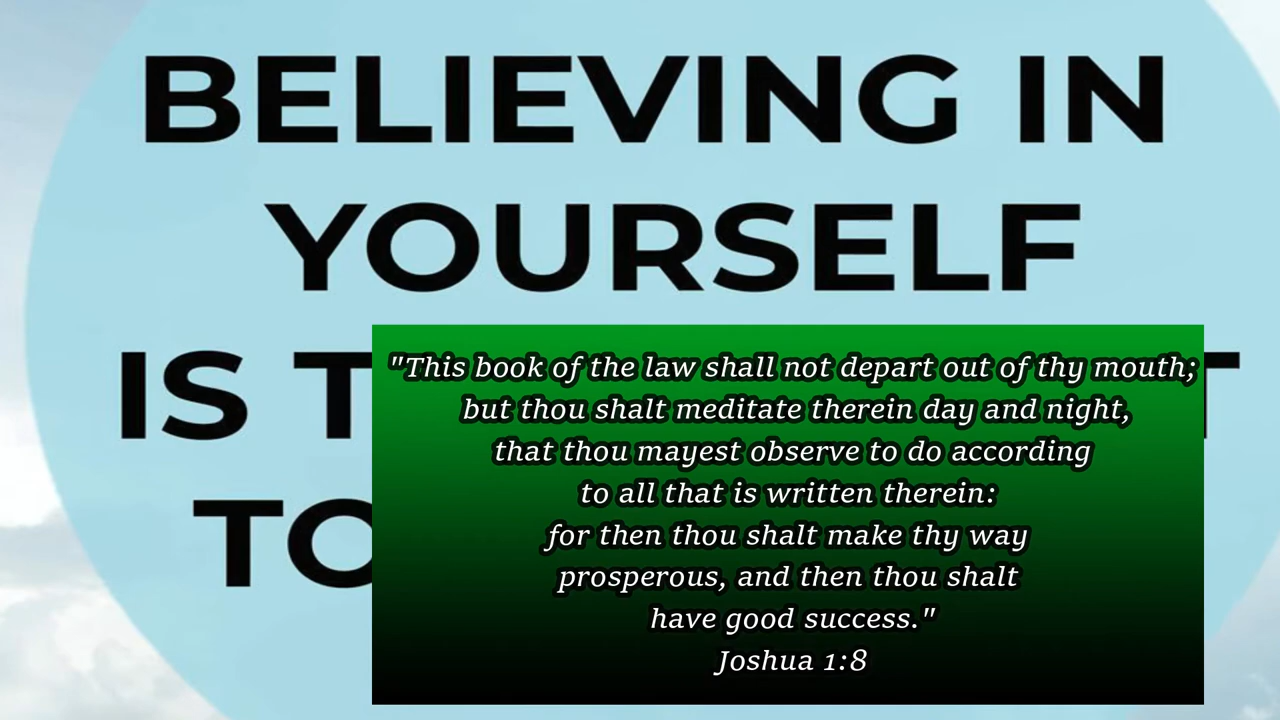 BELIEVING IN
YOURSELF
IS
"This book of the law shall not depart out of thy mouth;
but thou shalt meditate therein day and night,
that thou mayest observe to do according
to all that is written therein:
for then thou shalt make thy way
prosperous, and then thou shalt
have good success."
Joshua 1:8